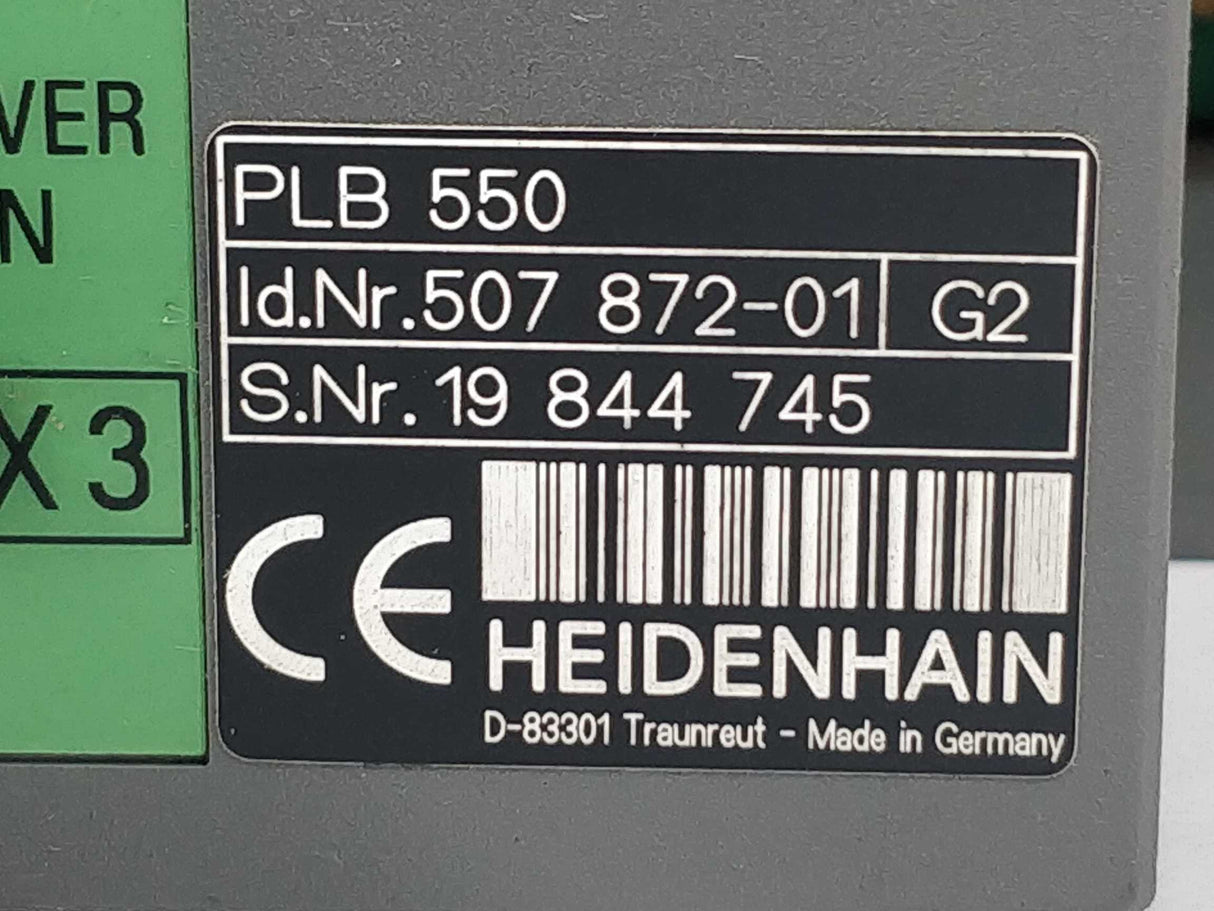 VER
N
X 3
PLB 550
Id.Nr.507 872-01 G2
S.Nr.19 844 745
CE
HEIDENHAIN
D-83301 Traunreut - Made in Germany